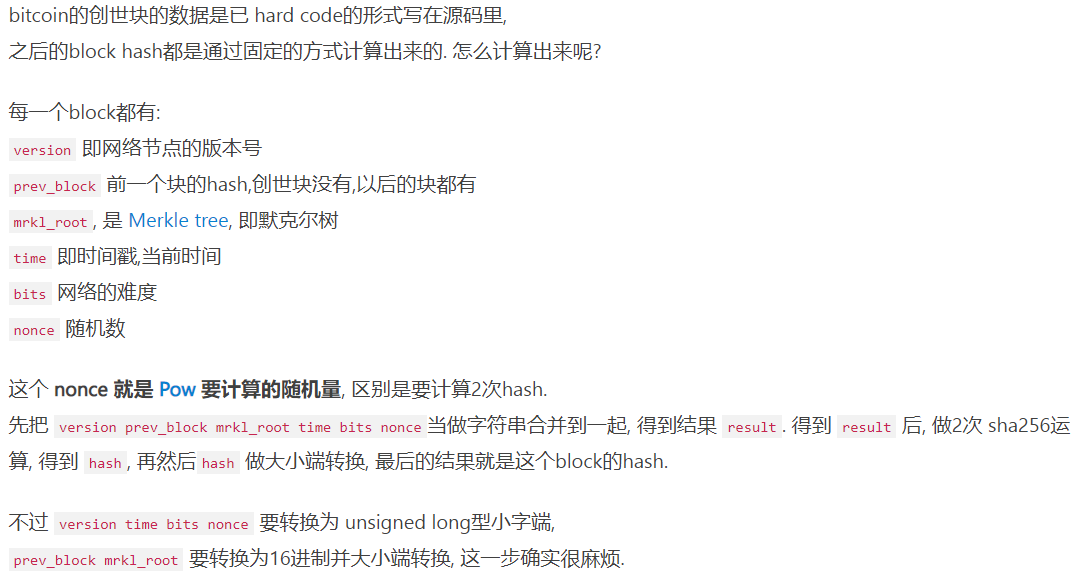 bitcoin的创世块的数据是已 hard code的形式写在源码里,
之后的block hash都是通过固定的方式计算出来的. 怎么计算出来呢?
每一个block都有:
version 即网络节点的版本号
prev_block 前一个块的hash,创世块没有,以后的块都有
mrkl_root , 是 Merkle tree, 即默克尔树
time 即时间戳,当前时间
bits 网络的难度
nonce 随机数
这个 nonce 就是 Pow 要计算的随机量, 区别是要计算2次hash.
先把 version prev_block mrkl_root time bits nonce 当做字符串合并到一起, 得到结果 result . 得到 result 后, 做2次 sha256运
算, 得到 hash , 再然后 hash 做大小端转换, 最后的结果就是这个block的hash.
不过 version time bits nonce 要转换为 unsigned long型小字端,
prev_block mrkl_root 要转换为16进制并大小端转换, 这一步确实很麻烦.